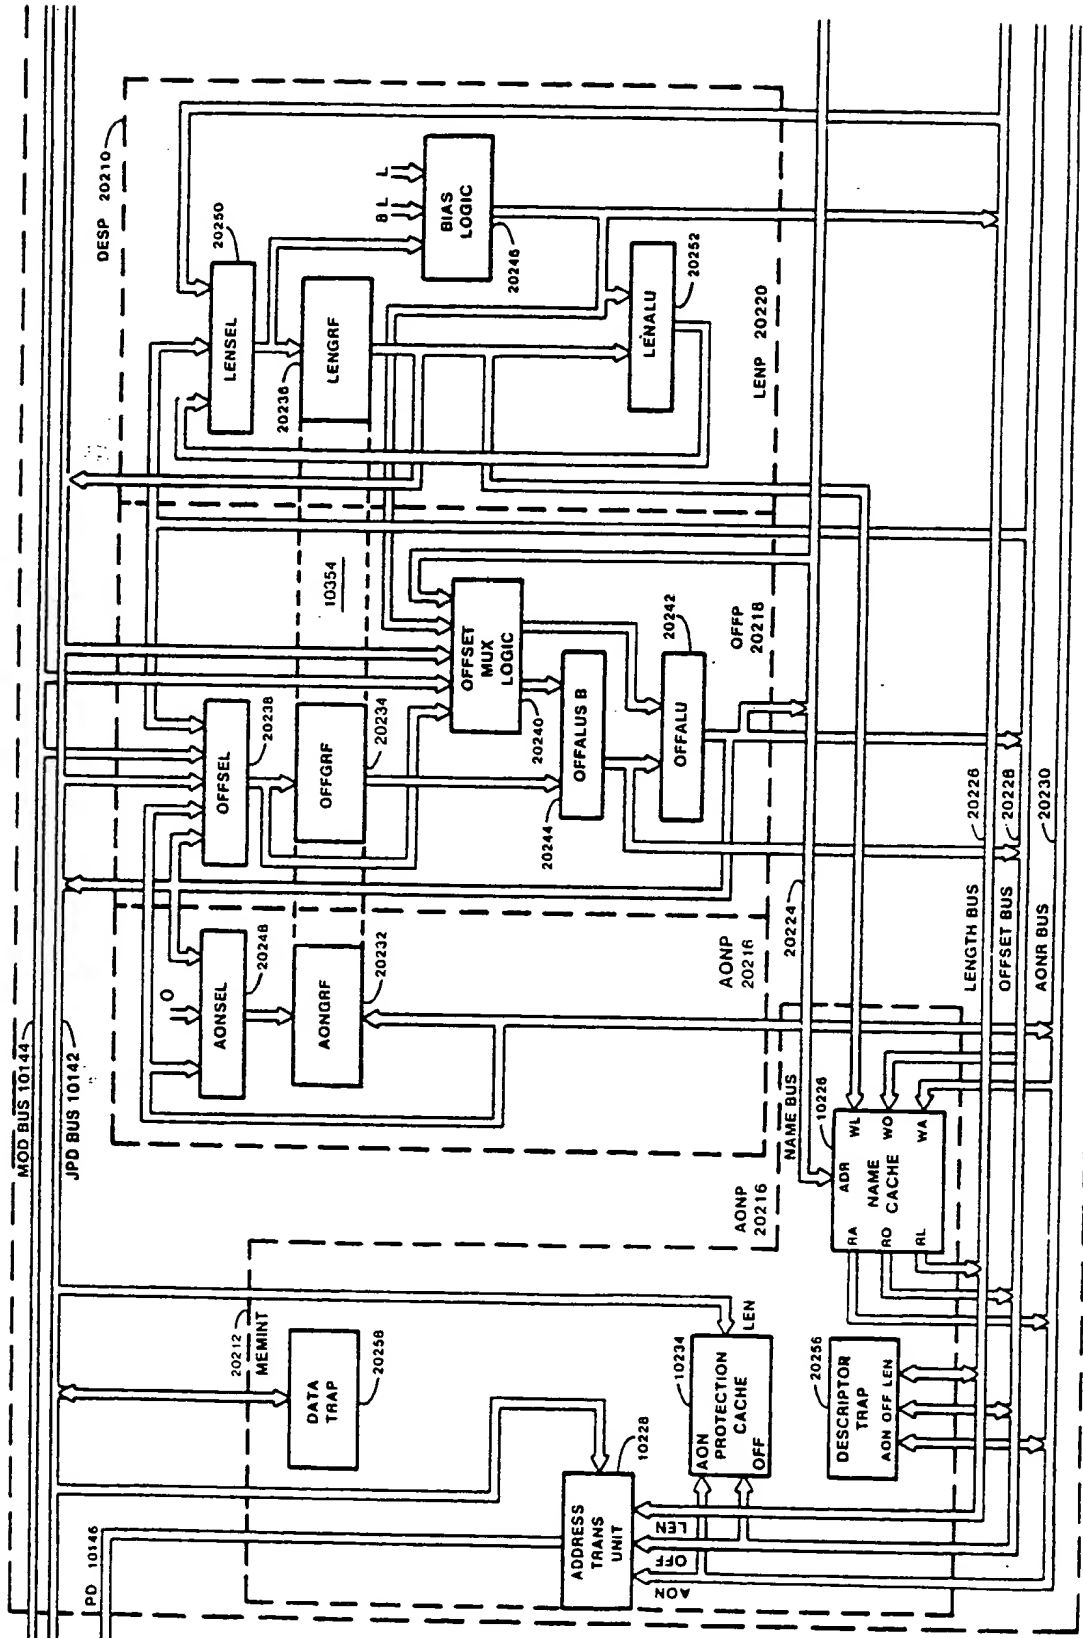 MOD BUS 10144
JPD BUS 10142
PD 10146
DESP 20210
20212
MEMINT
DATA
TRAP
20258
ADDRESS
TRANS
UNIT
10228
AON
OFF
LEN
AON
PROTECTION
CACHE
OFF
LEN
10234
DESCRIPTOR
TRAP
AON OFF LEN
20256
AONP
20216
NAME BUS
20224
ADR
NAME
CACHE
RA
RO
RL
WL
WO
WA
10226
AONSEL
20248
O
AONGRF
20232
AONP
20216
OFFSEL
20238
OFFGRF
20234
10354
OFFSET
MUX
LOGIC
20240
OFFALUS B
20244
OFFALU
20242
OFFP
20218
LENSEL
20250
LENGRF
20236
B L
L
BIAS
LOGIC
20246
LENALU
20252
LENP 20220
LENGTH BUS
20226
OFFSET BUS
20228
AONR BUS
20230